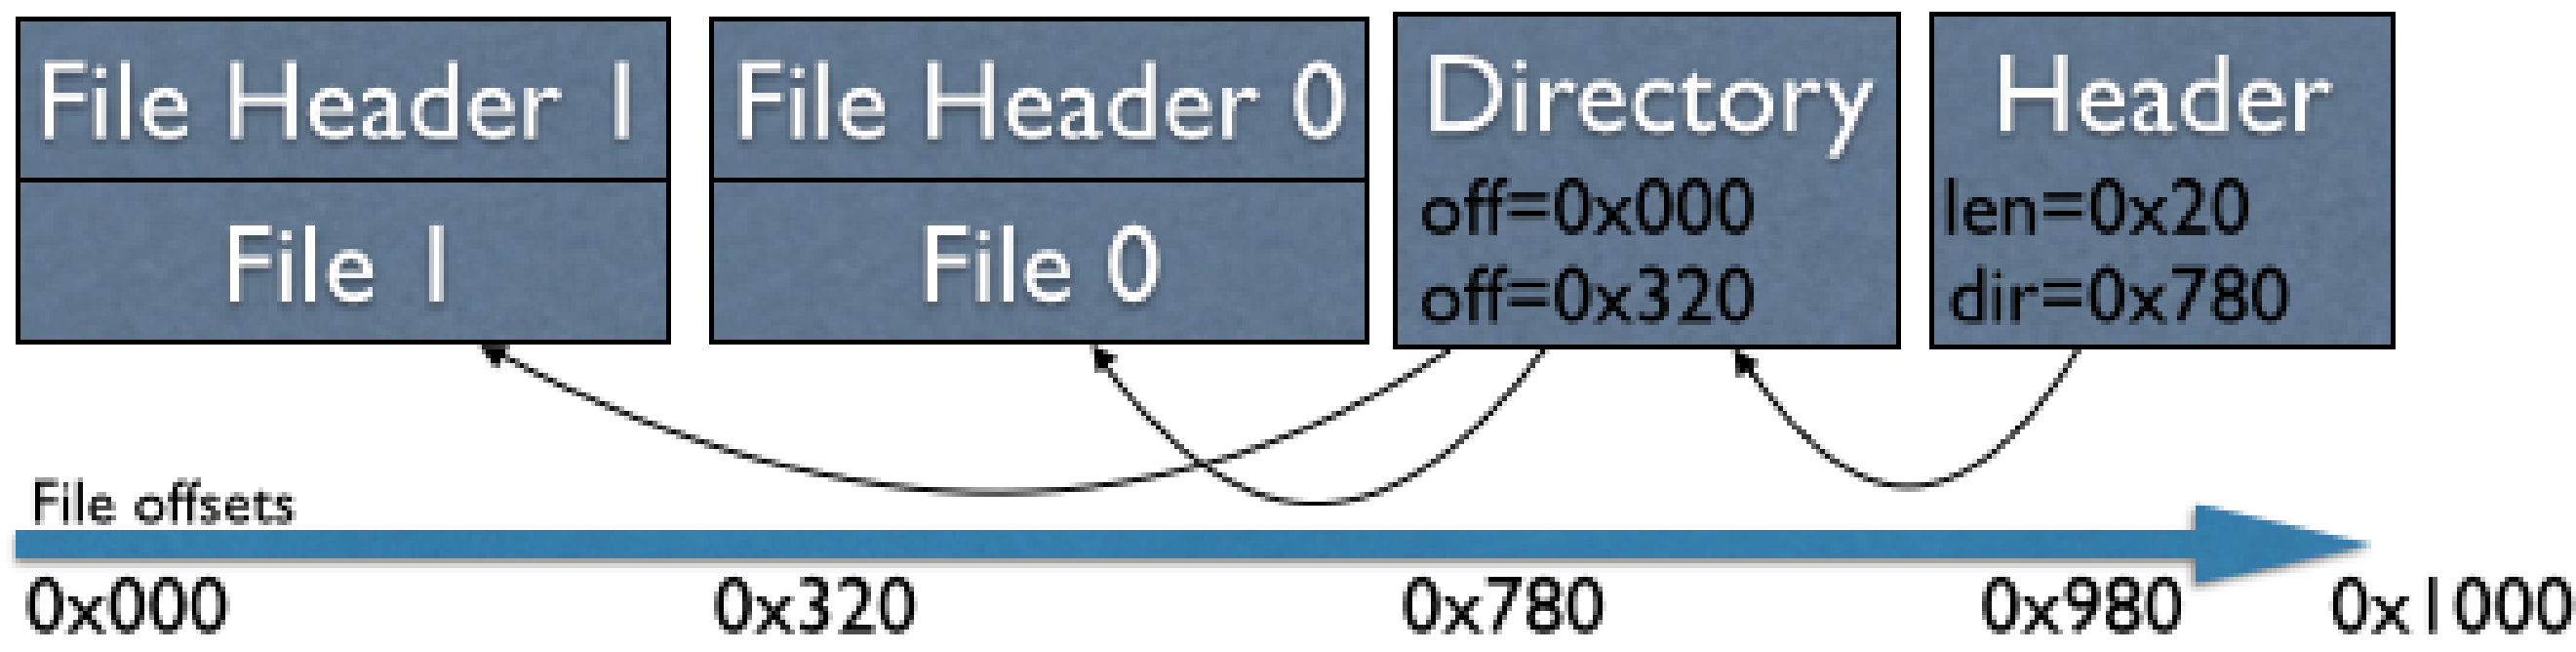 File Header 1
File 1
File Header 0
File 0
Directory
off=0x000
off=0x320
Header
len=0x20
dir=0x780
File offsets
0x000
0x320
0x780
0x980
0x1000